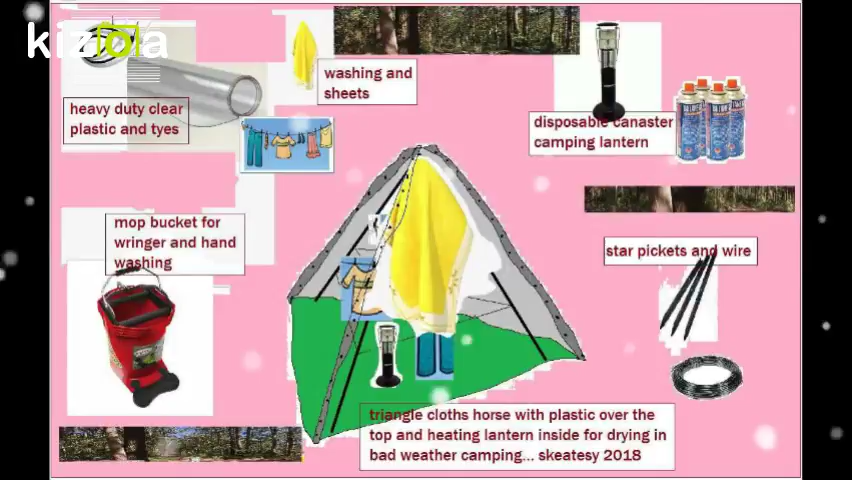 kizoa
washing and
sheets
heavy duty clear
plastic and tyes
disposable canaster
camping lantern
mop bucket for
wringer and hand
washing
star pickets and wire
triangle cloths horse with plastic over the
top and heating lantern inside for drying in
bad weather camping... skeatesy 2018